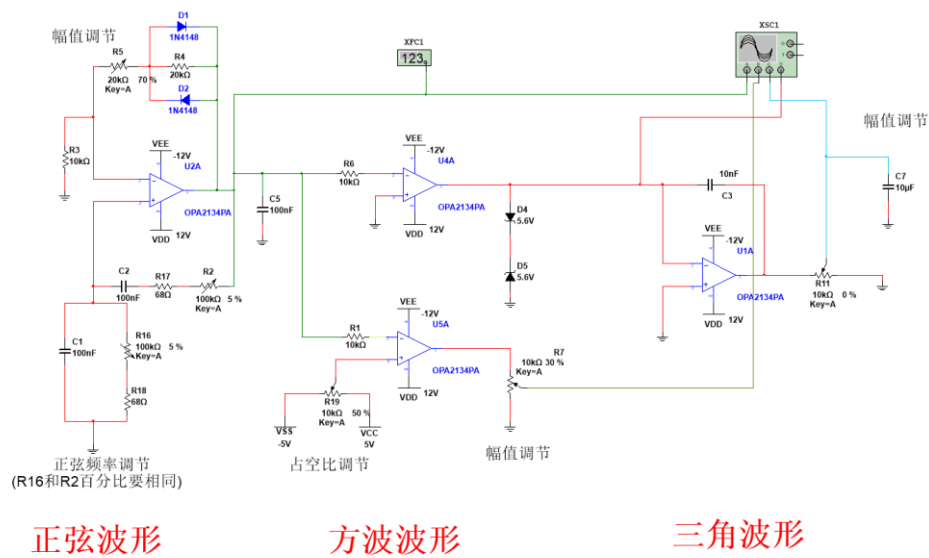 幅值调节
D1
1N4148
R5
20kΩ 70 %
Key=A
R4
20kΩ
D2
1N4148
R3
10kΩ
VEE
-12V
U2A
OPA2134PA
VDD 12V
C2
100nF
R17
68Ω
R2
100kΩ 5 %
Key=A
C1
100nF
R16
100kΩ 5 %
Key=A
R18
68Ω
正弦频率调节
(R16和R2百分比要相同)
XFC1
123
C5
100nF
R6
10kΩ
VEE
-12V
U4A
OPA2134PA
VDD 12V
D4
5.6V
D5
5.6V
R1
10kΩ
VEE
-12V
U5A
OPA2134PA
VDD 12V
R19
10kΩ 50 %
Key=A
VSS
-5V
VCC
5V
占空比调节
R7
10kΩ 30 %
Key=A
幅值调节
XSC1
幅值调节
C7
10μF
10nF
C3
VEE
-12V
U1A
OPA2134PA
VDD 12V
R11
10kΩ 0 %
Key=A
正弦波形
方波波形
三角波形